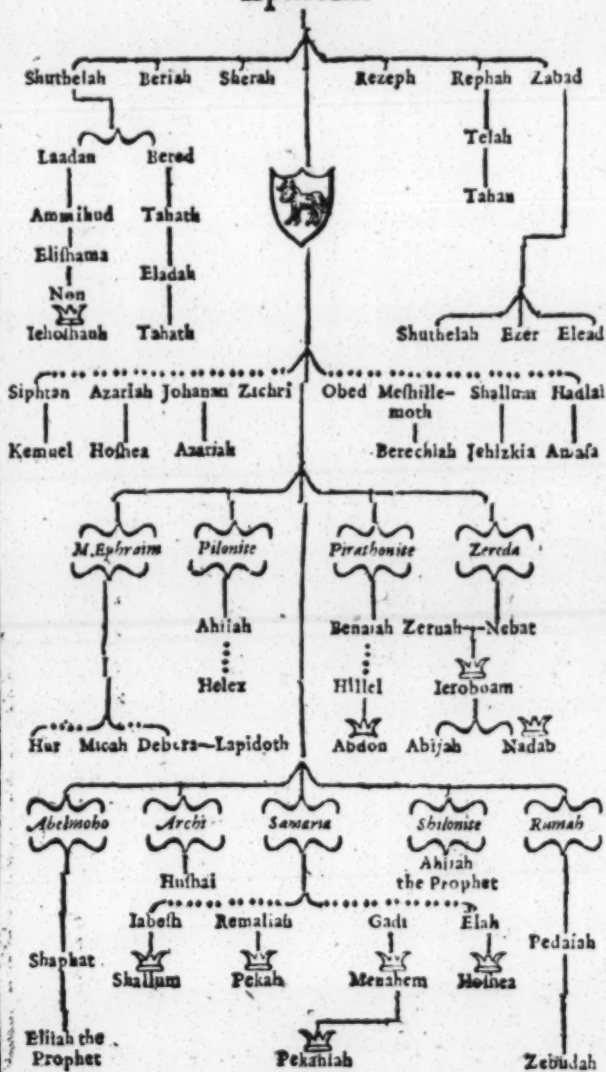 Shuthelah Beriah Sherah Rezeph Rephah Zabad
Telah
Laadan Bered
Tahan
Ammihud Tahath
Elishama
Eladah
Non
Iehoshauh Tahath
Shuthelah Ezer Elead
Siphtan Azariah Johanan Zichri Obed Meshille- Shallum Hadlai
moth
Kemuel Hoshea Azariah Berechiah Jehizkia Amasa
M.Ephraim Pilonite Pirathonite Zereda
Ahiiah Benaiah Zeruah—Nebat
Helez Hillel Ieroboam
Hur Micah Debora—Lapidoth Abdon Abijah Nadab
Abelmoho Archi Samaria Shilonite Rumah
Hushai Ahiiah
the Prophet
Iabesh Remaliah Gadi Elah
Shaphat Pedaiah
Shallum Pekah Menahem Hoshea
Elisah the
Prophet Pekahiah Zebudah